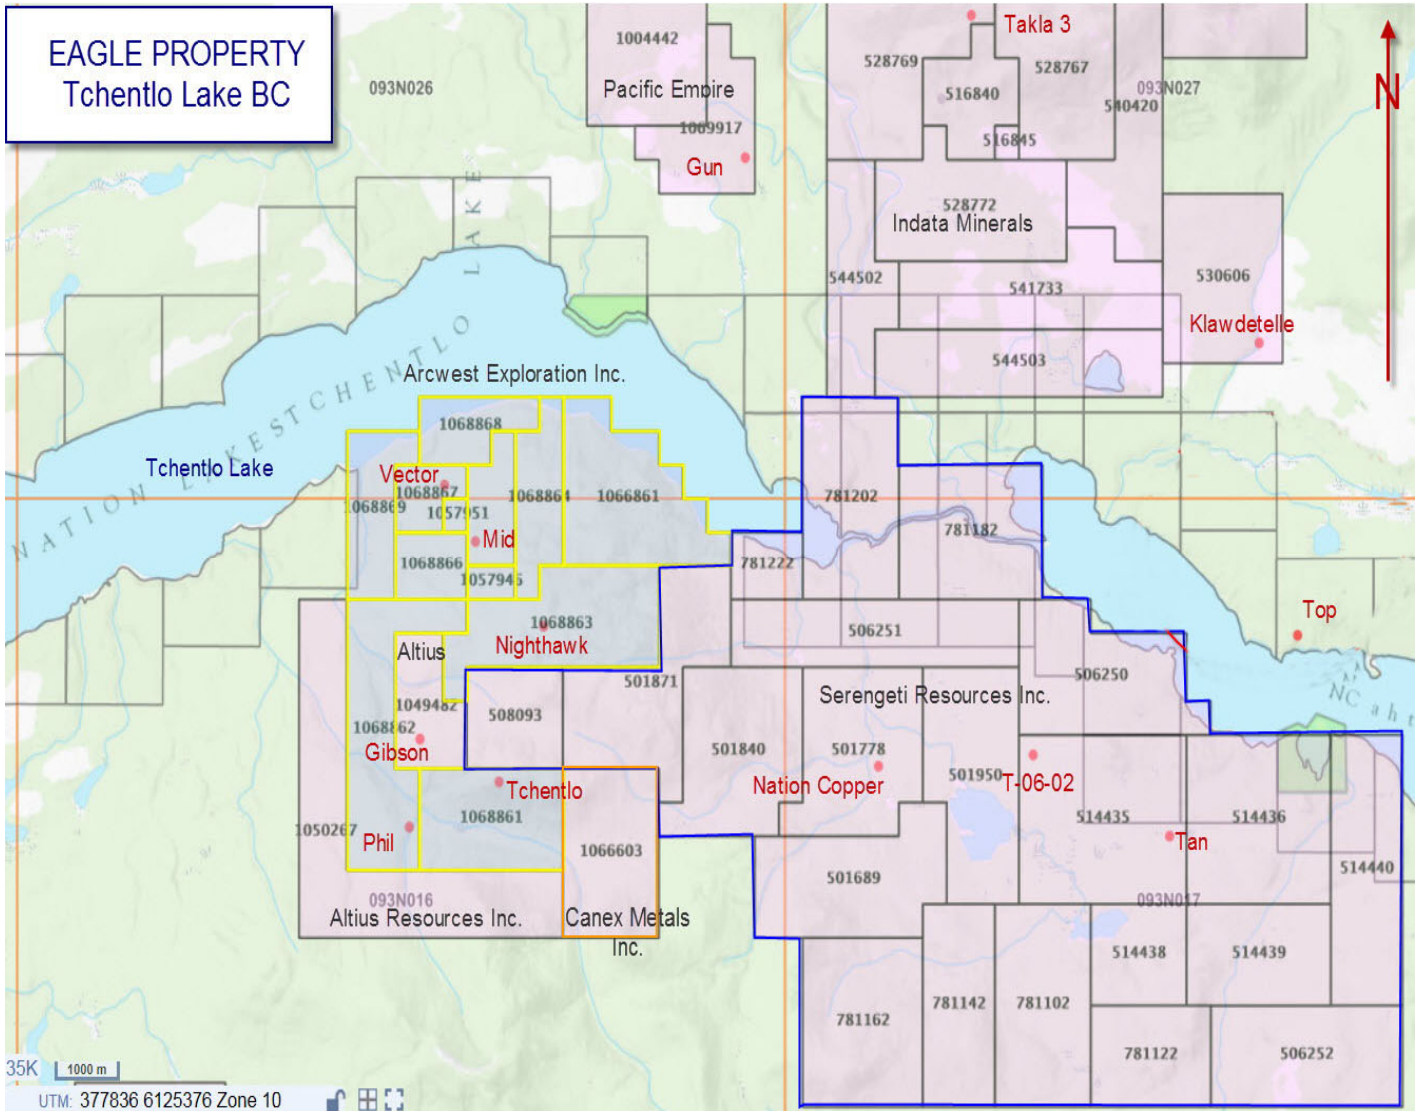 EAGLE PROPERTY
Tchentlo Lake BC
093N026
1004442
Pacific Empire
1069917
Gun
Takla 3
528769
528767
516840
093N027
540420
516845
N
528772
Indata Minerals
544502
541733
530606
Klawdetelle
544503
NATION LAKES
TCHENTLO LAKE
Arcwest Exploration Inc.
Tchentlo Lake
1068868
Vector
1068867
1068869
1057951
1068864
1066861
Mid
1068866
1057945
781202
781182
781222
1068863
Nighthawk
Altius
506251
Top
501871
506250
Serengeti Resources Inc.
1049482
508093
1068862
Gibson
501840
501778
Nation Copper
501950
T-06-02
Tchentlo
1068861
514435
514436
Tan
1050267
Phil
1066603
501689
514440
093N016
093N017
Altius Resources Inc.
Canex Metals
Inc.
514438
514439
781162
781142
781102
781122
506252
35K
1000 m
UTM: 377836 6125376 Zone 10